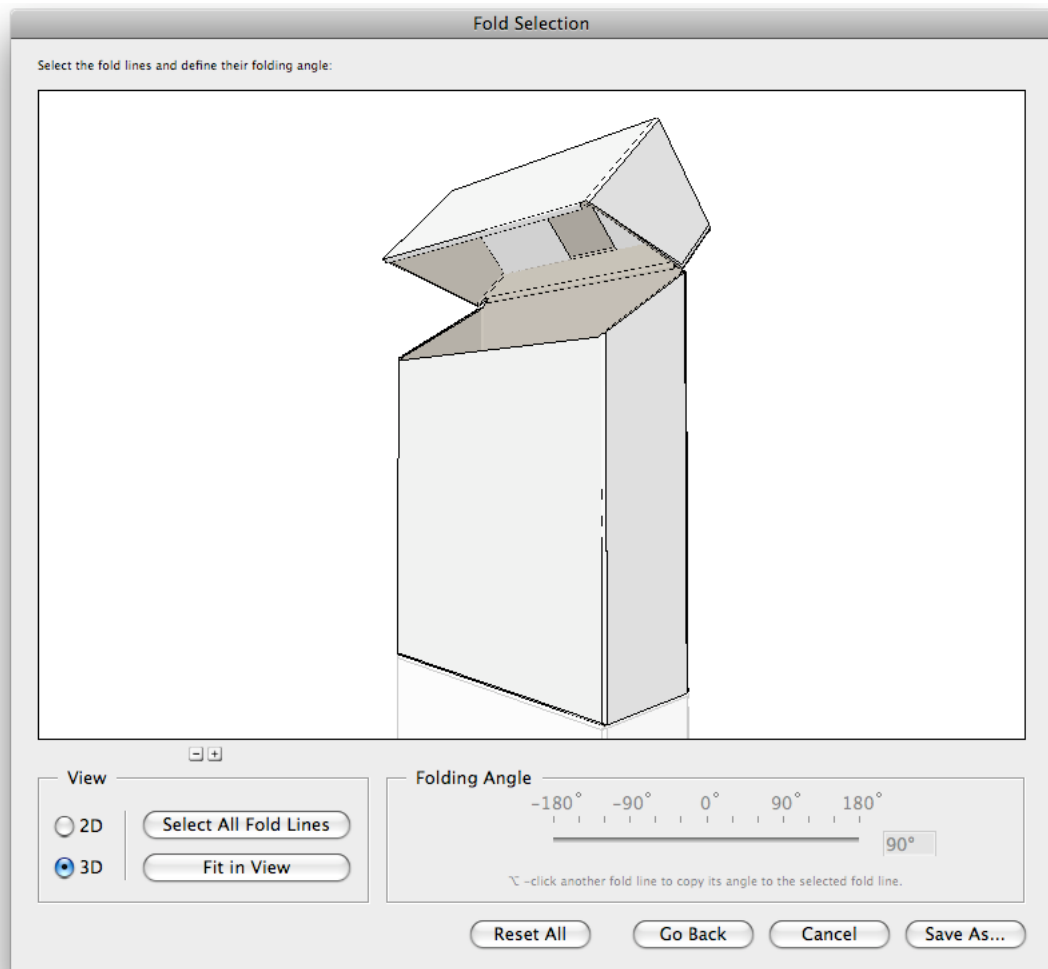 Fold Selection
Select the fold lines and define their folding angle:
View
2D
Select All Fold Lines
3D
Fit in View
Folding Angle
-180° -90° 0° 90° 180°
90°
⌥ -click another fold line to copy its angle to the selected fold line.
Reset All Go Back Cancel Save As...